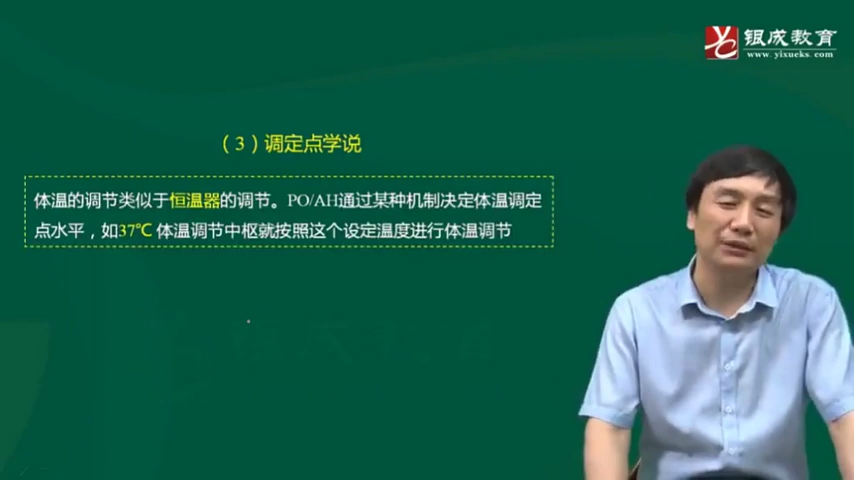 银成教育
www.yixueks.com
（3）调定点学说
体温的调节类似于恒温器的调节。PO/AH通过某种机制决定体温调定
点水平，如37℃ 体温调节中枢就按照这个设定温度进行体温调节